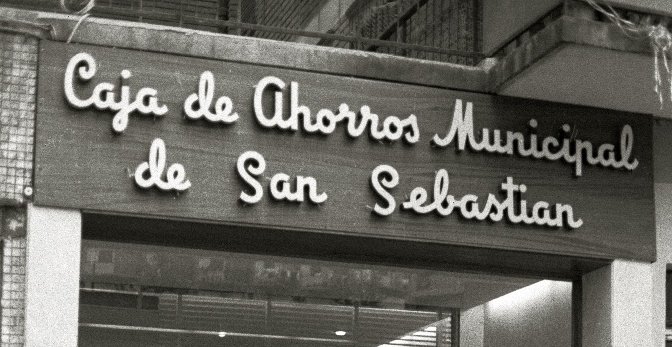 Caja de Ahorros Municipal
de San Sebastian